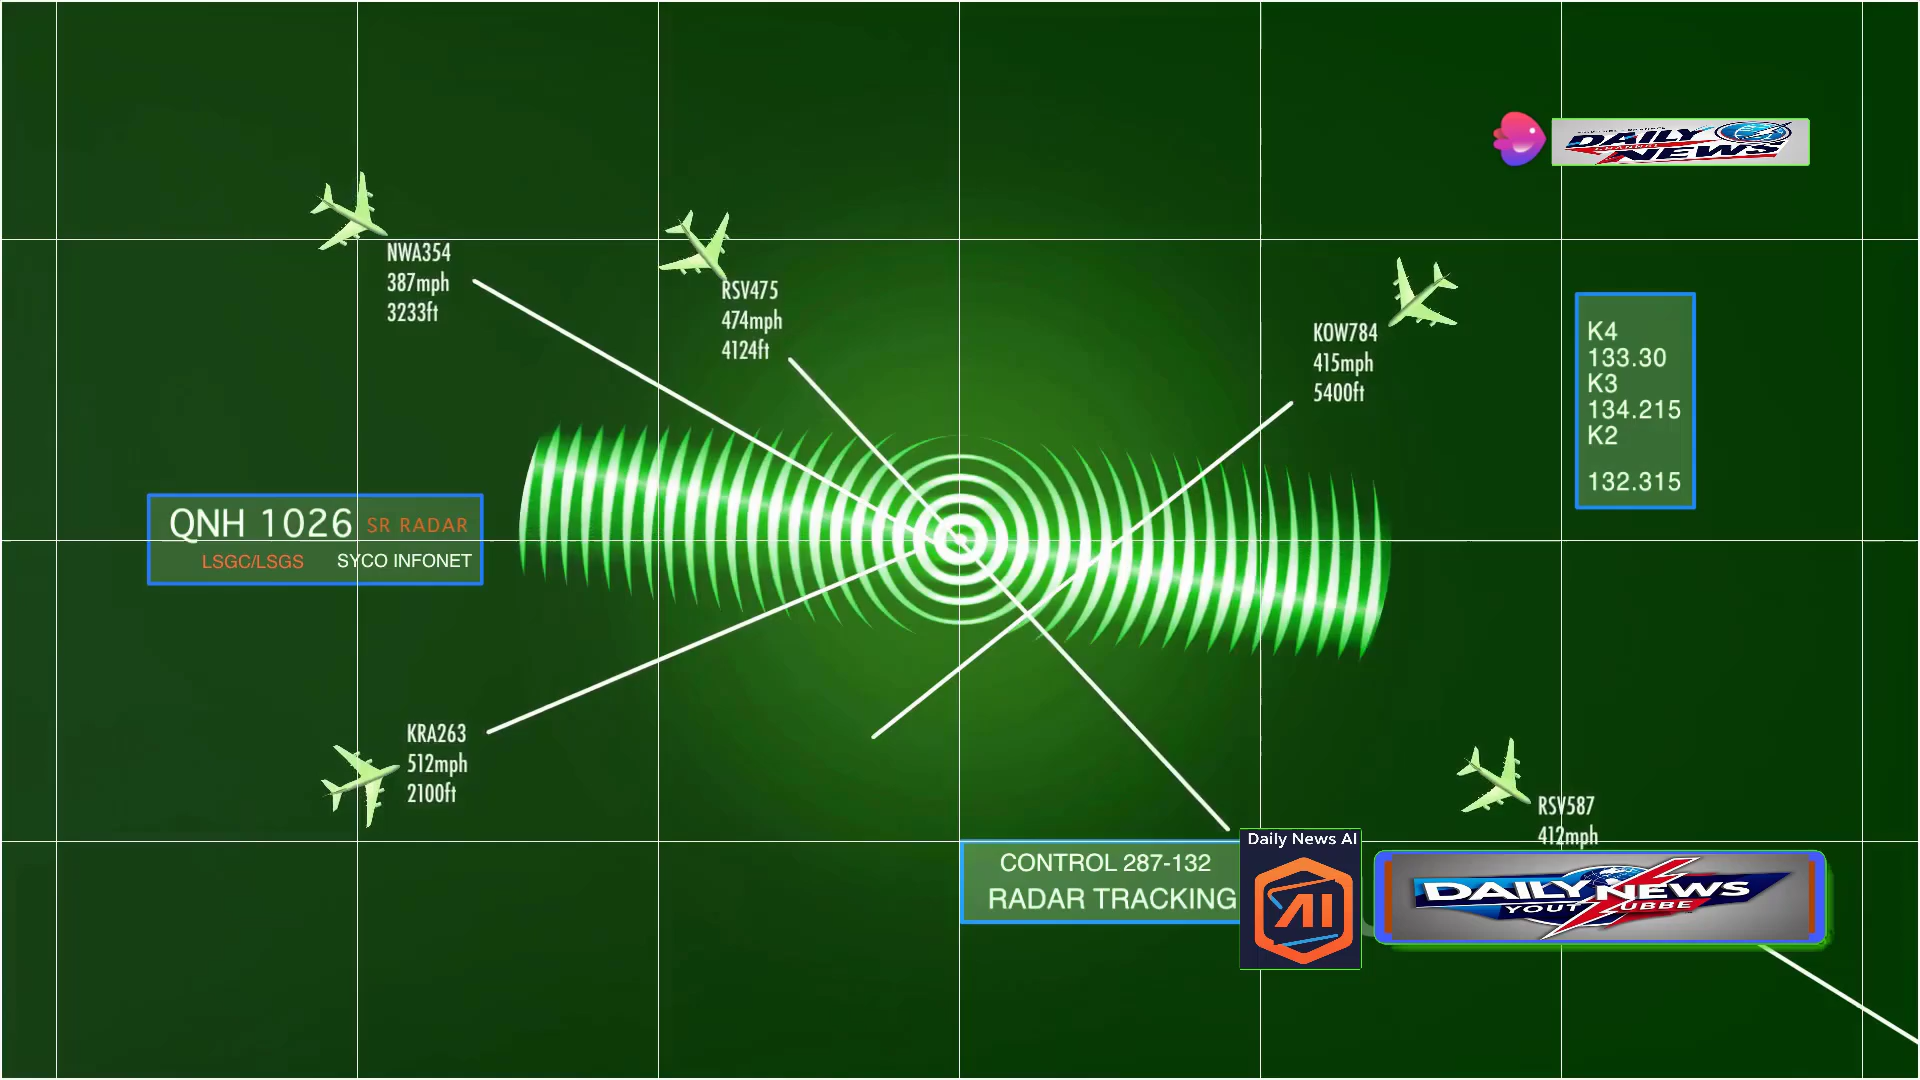 DAILY
NEWS
NWA354
387mph
3233ft
RSV475
474mph
4124ft
KOW784
415mph
5400ft
K4
133.30
K3
134.215
K2
132.315
QNH 1026 SR RADAR
LSGC/LSGS SYCO INFONET
KRA263
512mph
2100ft
RSV587
412mph
CONTROL 287-132
RADAR TRACKING
Daily News AI
AI
DAILY NEWS
YOUT UBBE